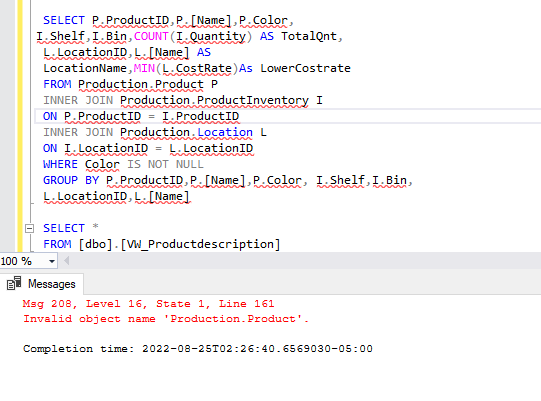 SELECT P.ProductID,P.[Name],P.Color,
I.Shelf,I.Bin,COUNT(I.Quantity) AS TotalQnt,
L.LocationID,L.[Name] AS
LocationName,MIN(L.CostRate)As LowerCostrate
FROM Production.Product P
INNER JOIN Production.ProductInventory I
ON P.ProductID = I.ProductID
INNER JOIN Production.Location L
ON I.LocationID = L.LocationID
WHERE Color IS NOT NULL
GROUP BY P.ProductID,P.[Name],P.Color, I.Shelf,I.Bin,
L.LocationID,L.[Name]
SELECT *
FROM [dbo].[VW_Productdescription]
100 %
Messages
Msg 208, Level 16, State 1, Line 161
Invalid object name 'Production.Product'.
Completion time: 2022-08-25T02:26:40.6569030-05:00